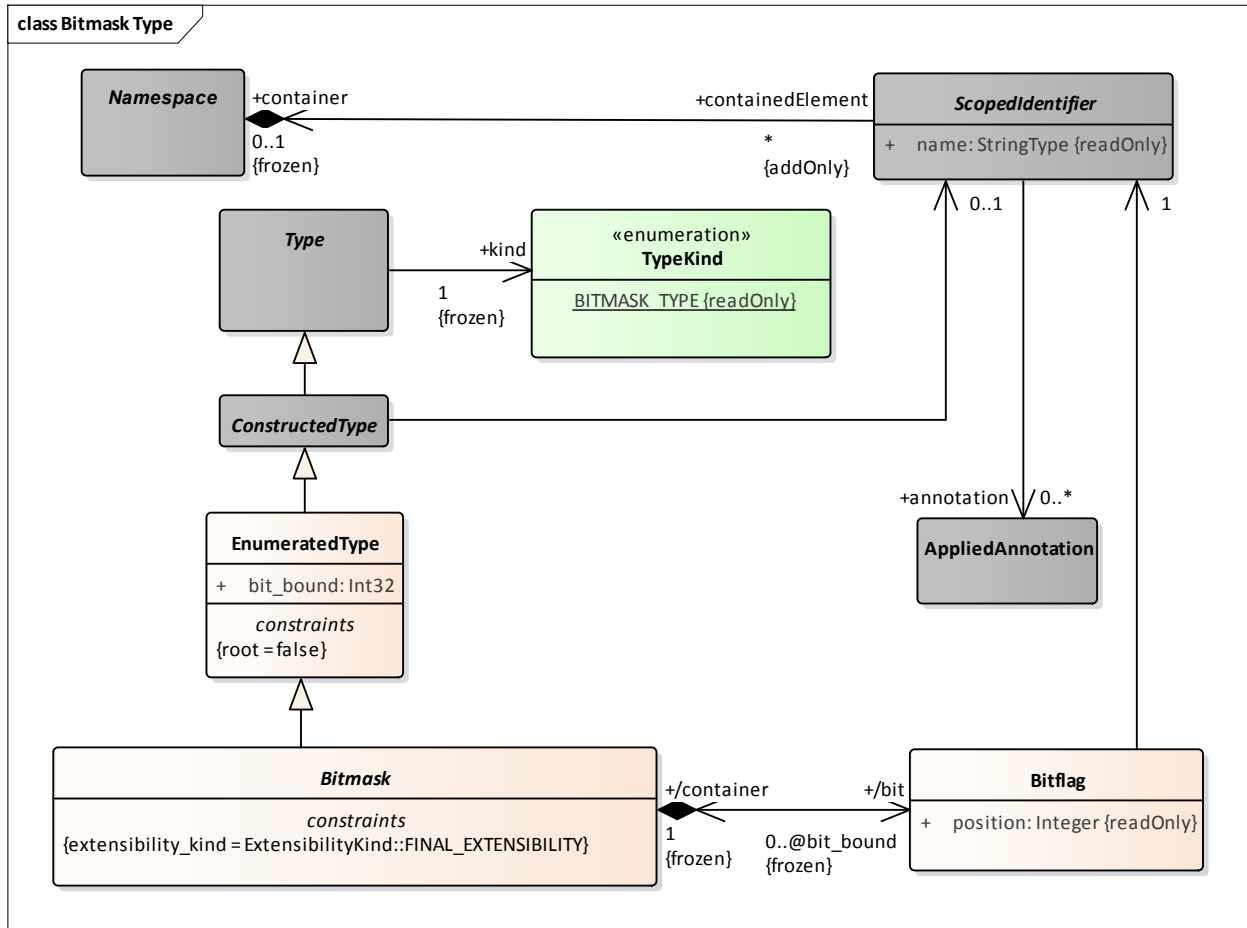 class Bitmask Type
Namespace
+container
0..1
{frozen}
+containedElement
*
{addOnly}
ScopedIdentifier
+ name: StringType {readOnly}
0..1
1
Type
+kind
1
{frozen}
«enumeration»
TypeKind
BITMASK_TYPE {readOnly}
ConstructedType
+annotation
0..*
AppliedAnnotation
EnumeratedType
+ bit_bound: Int32
constraints
{root = false}
Bitmask
constraints
{extensibility_kind = ExtensibilityKind::FINAL_EXTENSIBILITY}
+/container
1
{frozen}
+/bit
0..@bit_bound
{frozen}
Bitflag
+ position: Integer {readOnly}